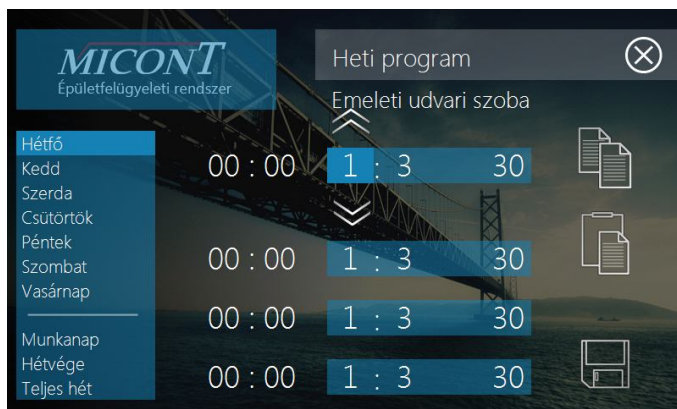 MICONT
Épületfelügyeleti rendszer
Heti program
Emeleti udvari szoba
Hétfő
Kedd
Szerda
Csütörtök
Péntek
Szombat
Vasárnap
Munkanap
Hétvége
Teljes hét
00 : 00 1 : 3 30
00 : 00 1 : 3 30
00 : 00 1 : 3 30
00 : 00 1 : 3 30